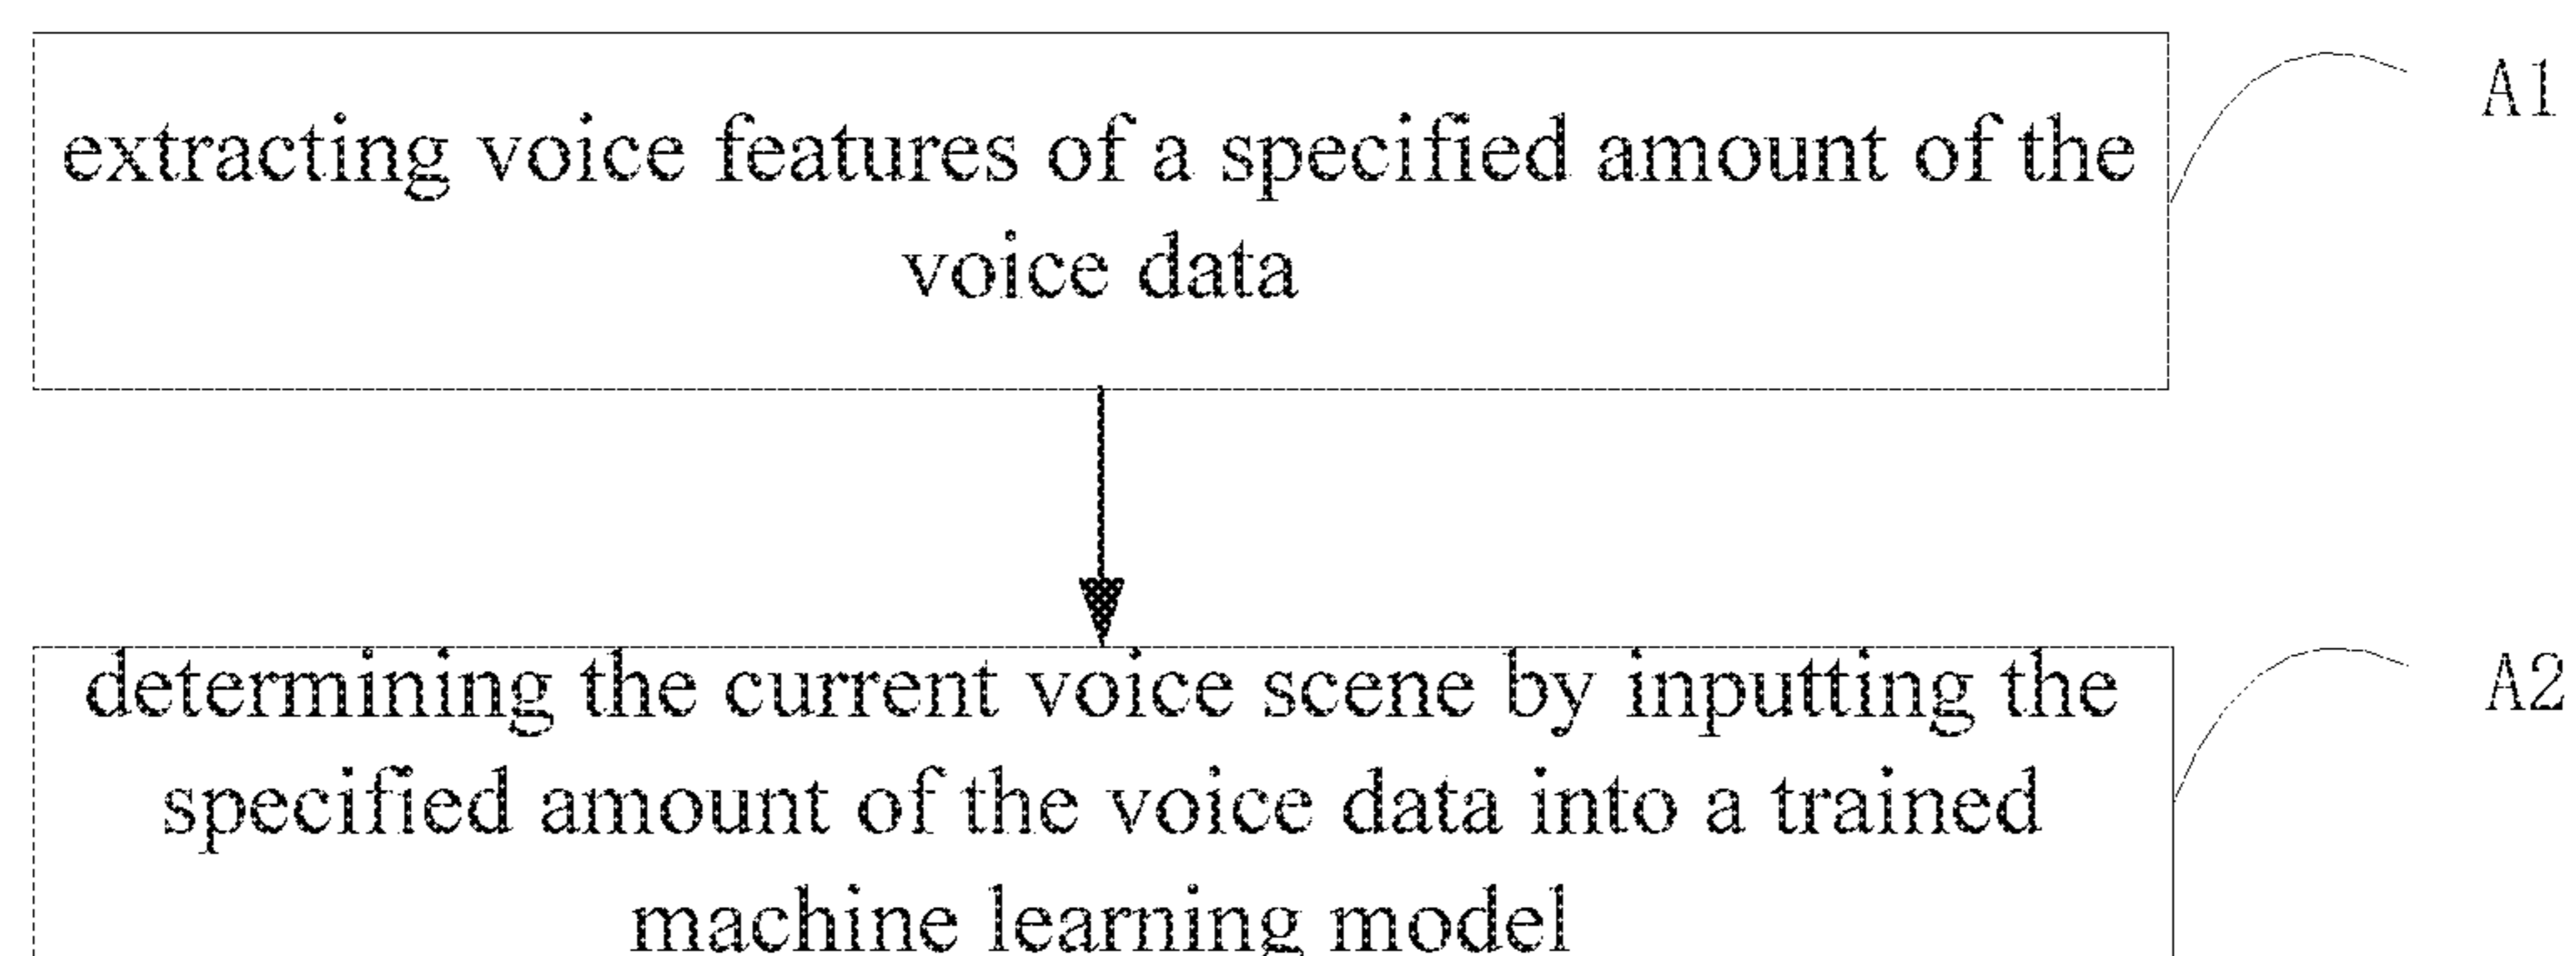 extracting voice features of a specified amount of the
voice data
A1
determining the current voice scene by inputting the
specified amount of the voice data into a trained
machine learning model
A2